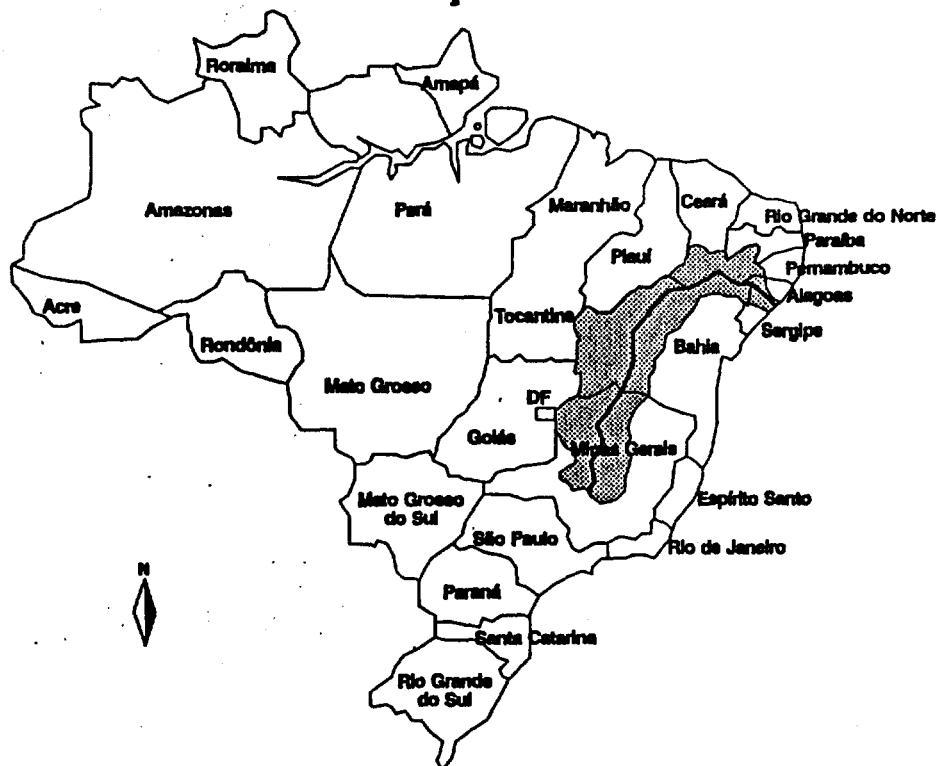 Roraima
Amapá
Amazonas
Pará
Maranhão
Ceará
Rio Grande do Norte
Paraíba
Piauí
Pernambuco
Alagoas
Acre
Tocantins
Sergipe
Rondônia
Bahia
Mato Grosso
DF
Goiás
Minas Gerais
Mato Grosso
do Sul
Espírito Santo
São Paulo
Rio de Janeiro
N
Paraná
Santa Catarina
Rio Grande
do Sul